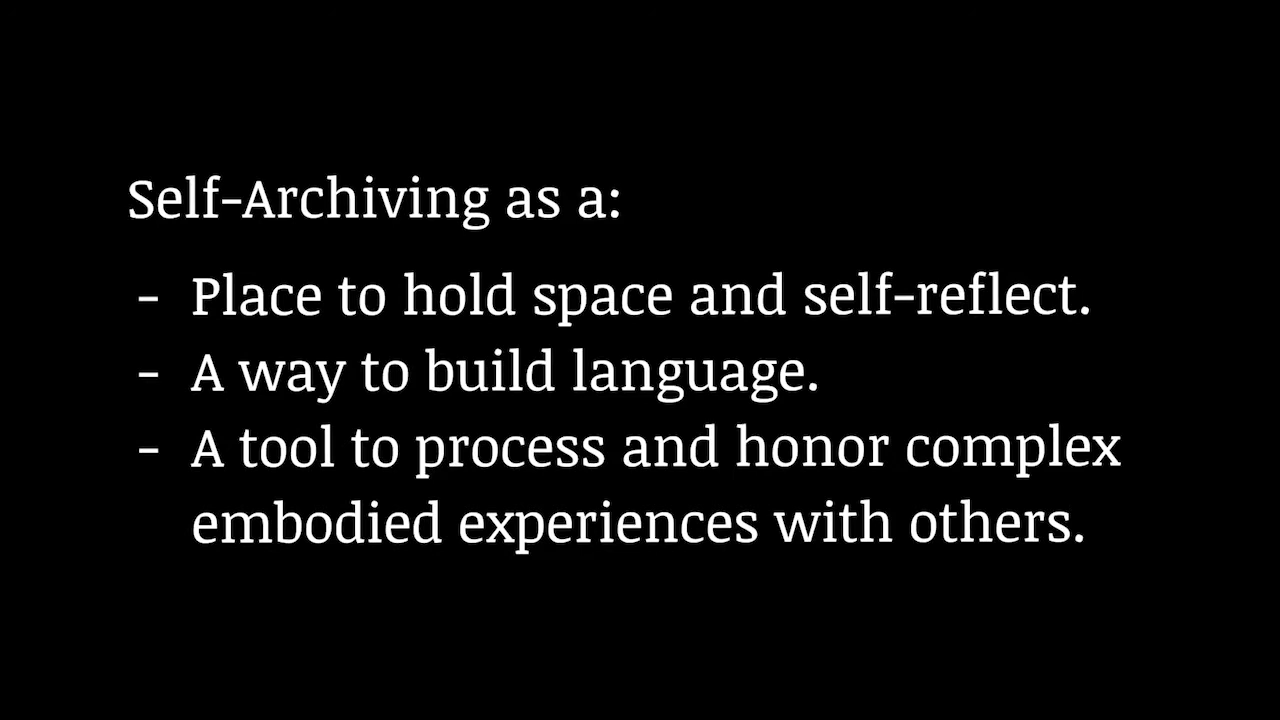 Self-Archiving as a:
- Place to hold space and self-reflect.
- A way to build language.
- A tool to process and honor complex
embodied experiences with others.